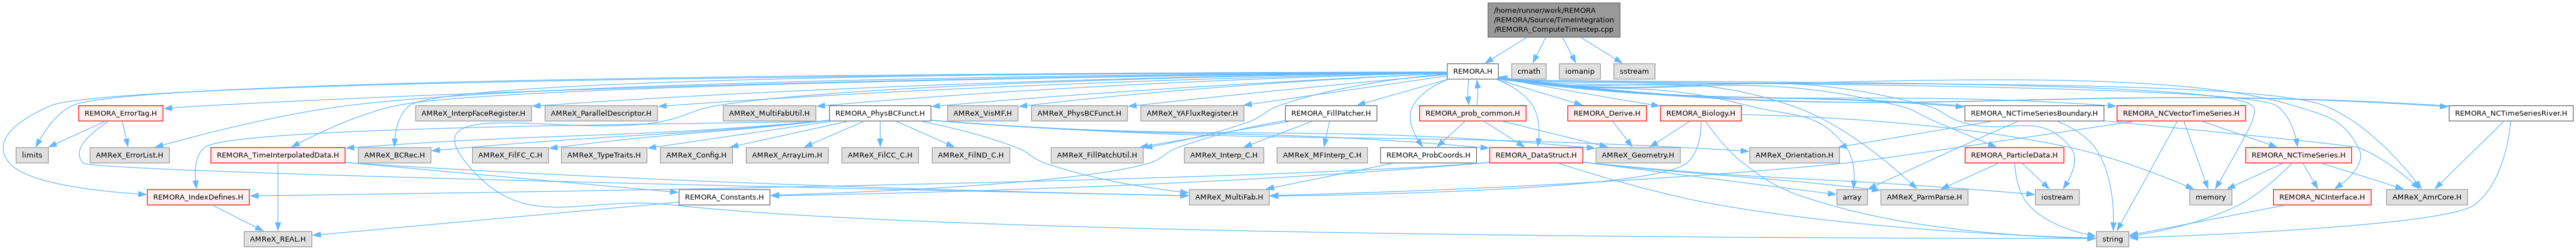 /home/runner/work/REMORA
/REMORA/Source/TimeIntegration
/REMORA_ComputeTimestep.cpp
REMORA.H
cmath
iomanip
sstream
REMORA_ErrorTag.H
AMReX_InterpFaceRegister.H
AMReX_ParallelDescriptor.H
AMReX_MultiFabUtil.H
REMORA_PhysBCFunct.H
AMReX_VisMF.H
AMReX_PhysBCFunct.H
AMReX_YAFluxRegister.H
REMORA_FillPatcher.H
REMORA_prob_common.H
REMORA_Derive.H
REMORA_Biology.H
REMORA_NCTimeSeriesBoundary.H
REMORA_NCVectorTimeSeries.H
REMORA_NCTimeSeriesRiver.H
limits
AMReX_ErrorList.H
REMORA_TimeInterpolatedData.H
AMReX_BCRec.H
AMReX_FilFC_C.H
AMReX_TypeTraits.H
AMReX_Config.H
AMReX_ArrayLim.H
AMReX_FilCC_C.H
AMReX_FilND_C.H
AMReX_FillPatchUtil.H
AMReX_Interp_C.H
AMReX_MFInterp_C.H
REMORA_ProbCoords.H
REMORA_DataStruct.H
AMReX_Geometry.H
AMReX_Orientation.H
REMORA_ParticleData.H
REMORA_NCTimeSeries.H
REMORA_IndexDefines.H
REMORA_Constants.H
AMReX_MultiFab.H
array
AMReX_ParmParse.H
iostream
memory
REMORA_NCInterface.H
AMReX_AmrCore.H
AMReX_REAL.H
string